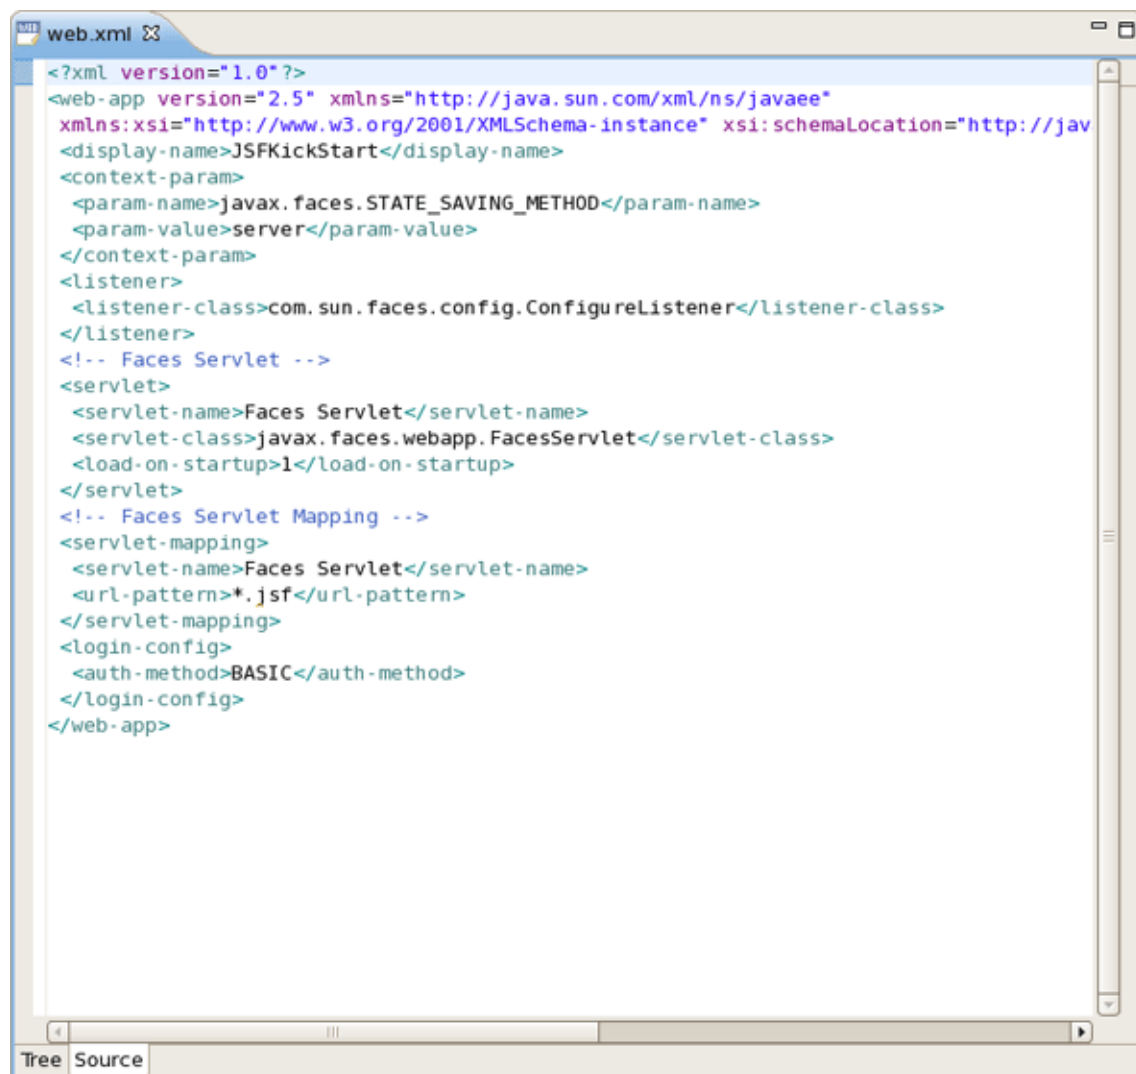 web.xml
<?xml version="1.0"?>
<web-app version="2.5" xmlns="http://java.sun.com/xml/ns/javaee"
xmlns:xsi="http://www.w3.org/2001/XMLSchema-instance" xsi:schemaLocation="http://jav
<display-name>JSFKickStart</display-name>
<context-param>
<param-name>javax.faces.STATE_SAVING_METHOD</param-name>
<param-value>server</param-value>
</context-param>
<listener>
<listener-class>com.sun.faces.config.ConfigureListener</listener-class>
</listener>
<!-- Faces Servlet -->
<servlet>
<servlet-name>Faces Servlet</servlet-name>
<servlet-class>javax.faces.webapp.FacesServlet</servlet-class>
<load-on-startup>1</load-on-startup>
</servlet>
<!-- Faces Servlet Mapping -->
<servlet-mapping>
<servlet-name>Faces Servlet</servlet-name>
<url-pattern>*.jsf</url-pattern>
</servlet-mapping>
<login-config>
<auth-method>BASIC</auth-method>
</login-config>
</web-app>
Tree Source